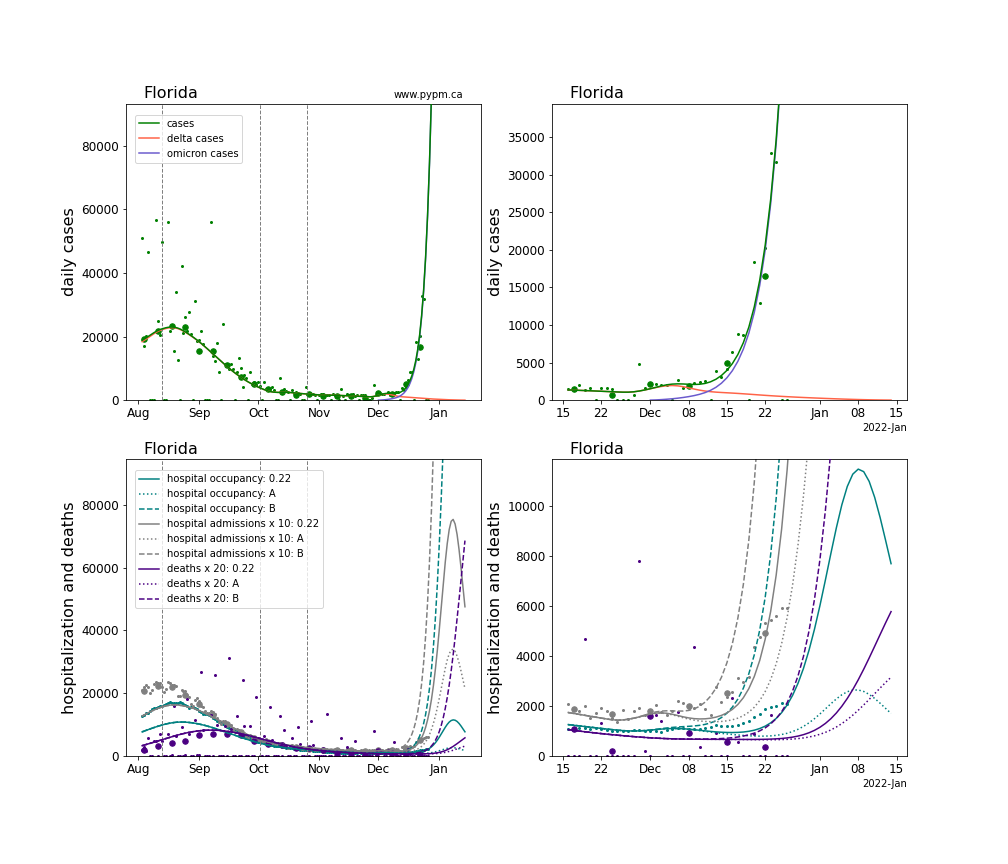 Florida
www.pypm.ca
daily cases
80000
60000
40000
20000
0
cases
delta cases
omicron cases
Aug Sep Oct Nov Dec Jan
Florida
daily cases
35000
30000
25000
20000
15000
10000
5000
0
15 22 Dec 08 15 22 Jan 08 15
2022-Jan
Florida
hospitalization and deaths
80000
60000
40000
20000
0
hospital occupancy: 0.22
hospital occupancy: A
hospital occupancy: B
hospital admissions x 10: 0.22
hospital admissions x 10: A
hospital admissions x 10: B
deaths x 20: 0.22
deaths x 20: A
deaths x 20: B
Aug Sep Oct Nov Dec Jan
Florida
hospitalization and deaths
10000
8000
6000
4000
2000
0
15 22 Dec 08 15 22 Jan 08 15
2022-Jan